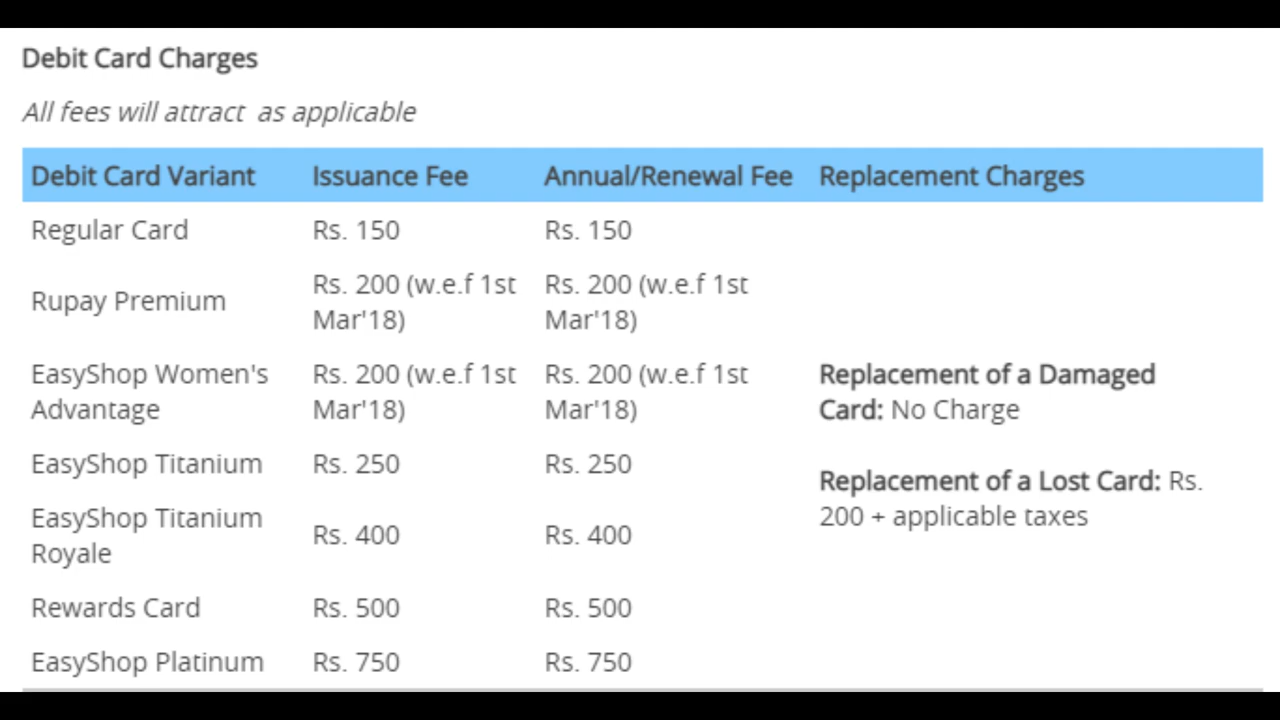 Debit Card Charges
All fees will attract as applicable
Debit Card Variant Issuance Fee Annual/Renewal Fee Replacement Charges
Regular Card Rs. 150 Rs. 150
Rupay Premium Rs. 200 (w.e.f 1st Mar'18) Rs. 200 (w.e.f 1st Mar'18)
EasyShop Women's Advantage Rs. 200 (w.e.f 1st Mar'18) Rs. 200 (w.e.f 1st Mar'18)
EasyShop Titanium Rs. 250 Rs. 250
EasyShop Titanium Royale Rs. 400 Rs. 400
Rewards Card Rs. 500 Rs. 500
EasyShop Platinum Rs. 750 Rs. 750
Replacement of a Damaged
Card: No Charge
Replacement of a Lost Card: Rs.
200 + applicable taxes